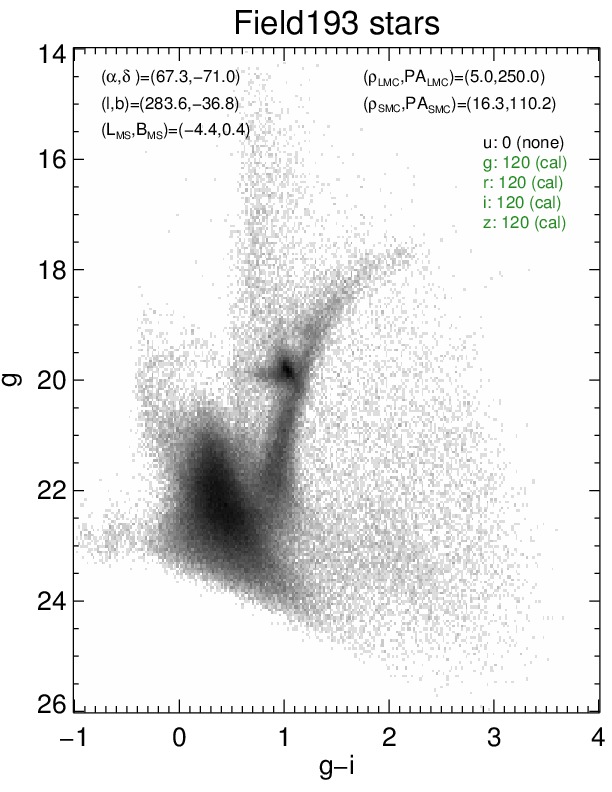 Field193 stars
(α,δ)=(67.3,−71.0)
(ρLMC,PALMC)=(5.0,250.0)
(l,b)=(283.6,−36.8)
(ρSMC,PASMC)=(16.3,110.2)
(LMS,BMS)=(−4.4,0.4)
u: 0 (none)
g: 120 (cal)
r: 120 (cal)
i: 120 (cal)
z: 120 (cal)
14
16
18
20
22
24
26
g
−1 0 1 2 3 4
g−i